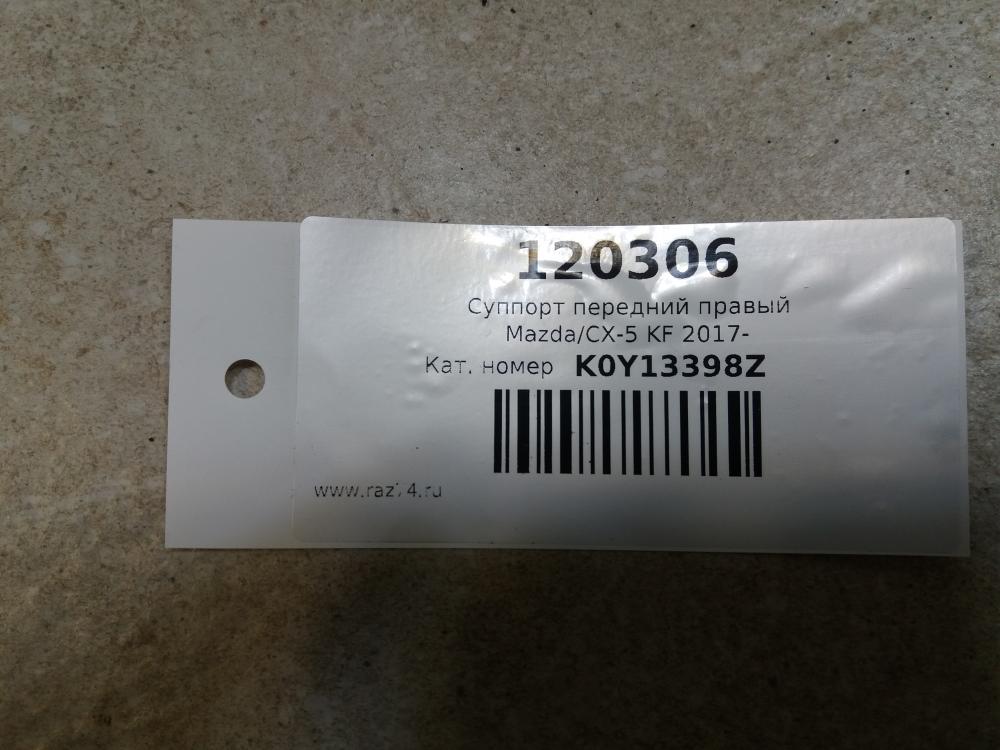 120306
Суппорт передний правый
Mazda/CX-5 KF 2017-
Кат. номер K0Y13398Z